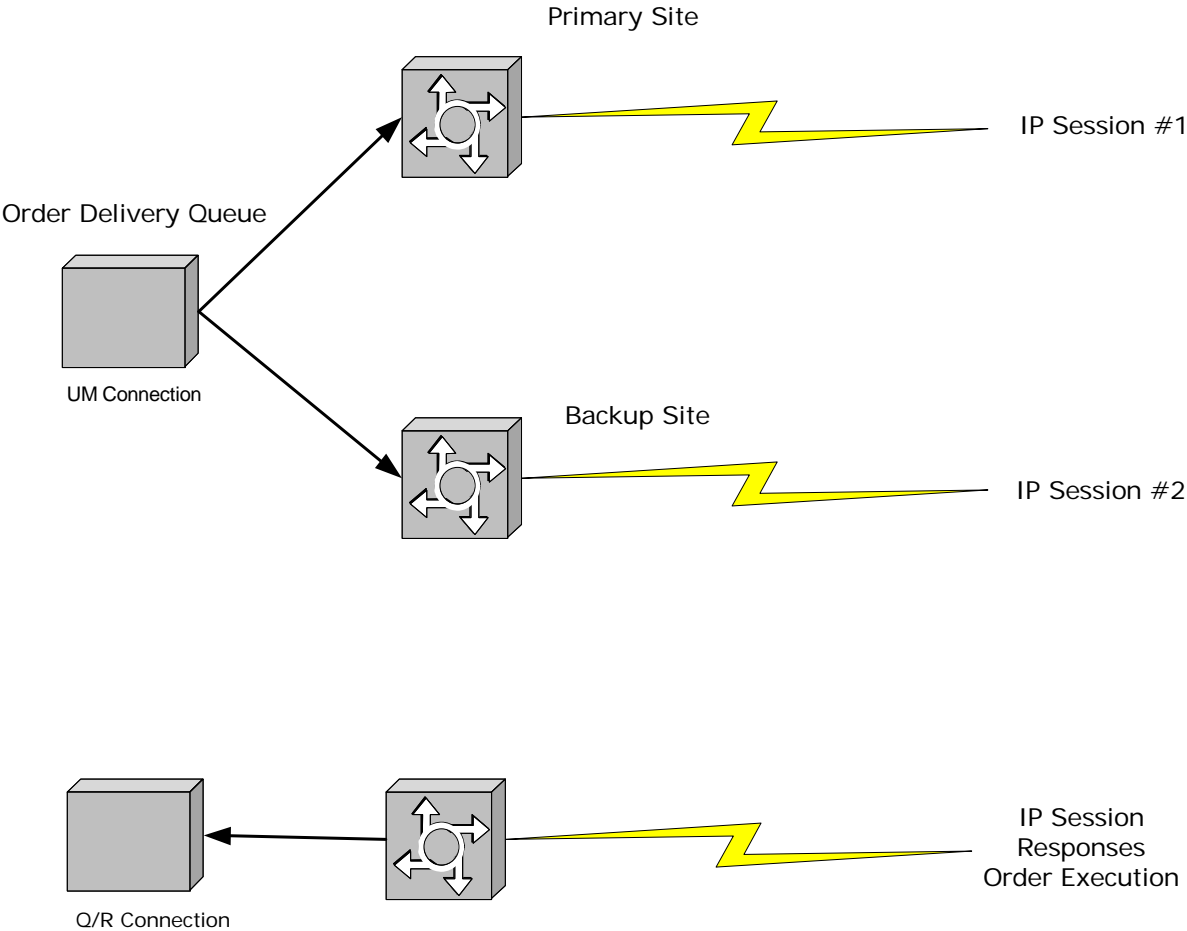 Primary Site
IP Session #1
Order Delivery Queue
UM Connection
Backup Site
IP Session #2
IP Session
Responses
Order Execution
Q/R Connection